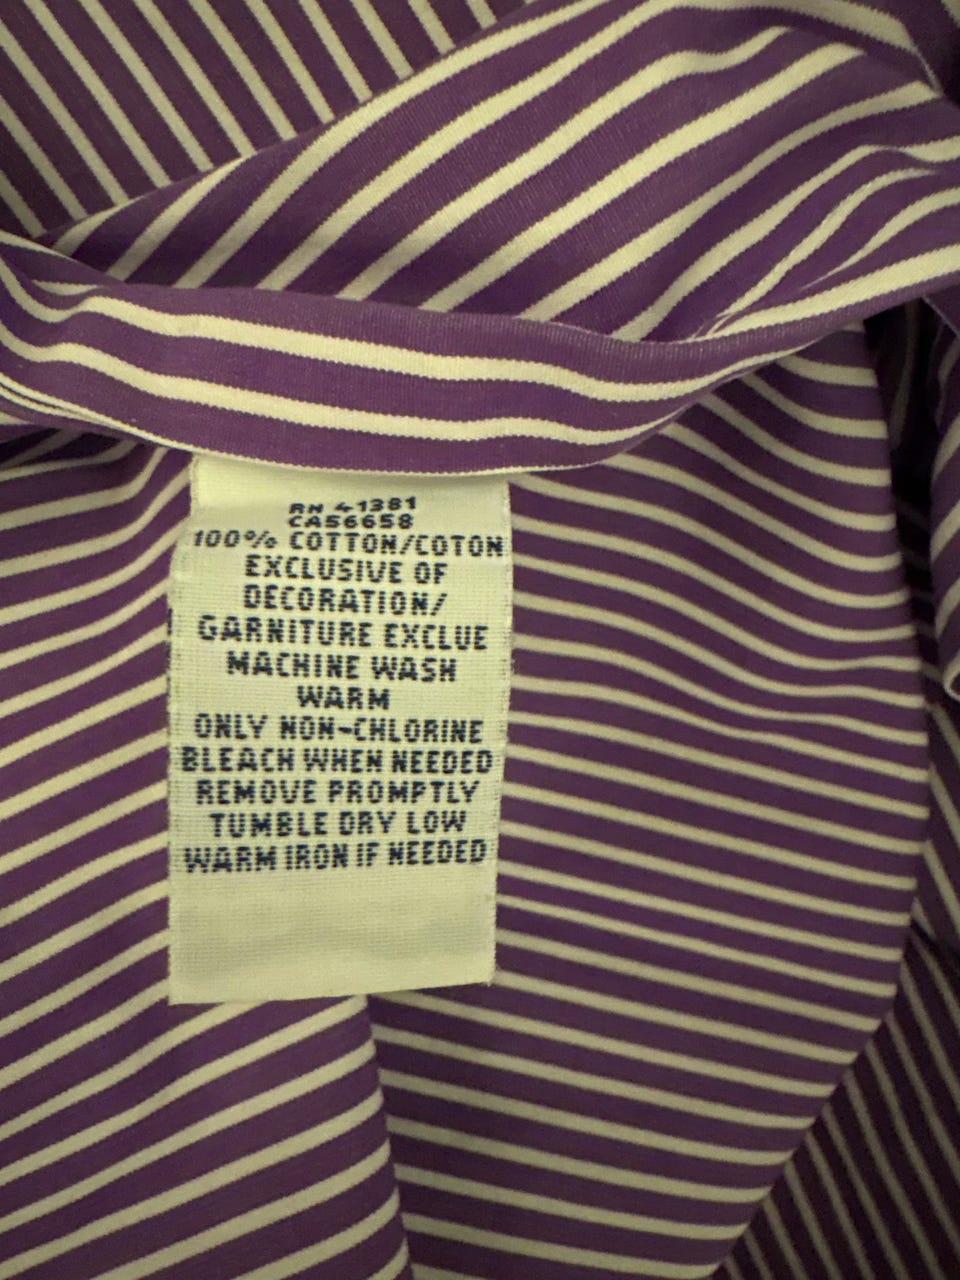 RN 41381
CA56658
100% COTTON/COTON
EXCLUSIVE OF
DECORATION/
GARNITURE EXCLUE
MACHINE WASH
WARM
ONLY NON-CHLORINE
BLEACH WHEN NEEDED
REMOVE PROMPTLY
TUMBLE DRY LOW
WARM IRON IF NEEDED